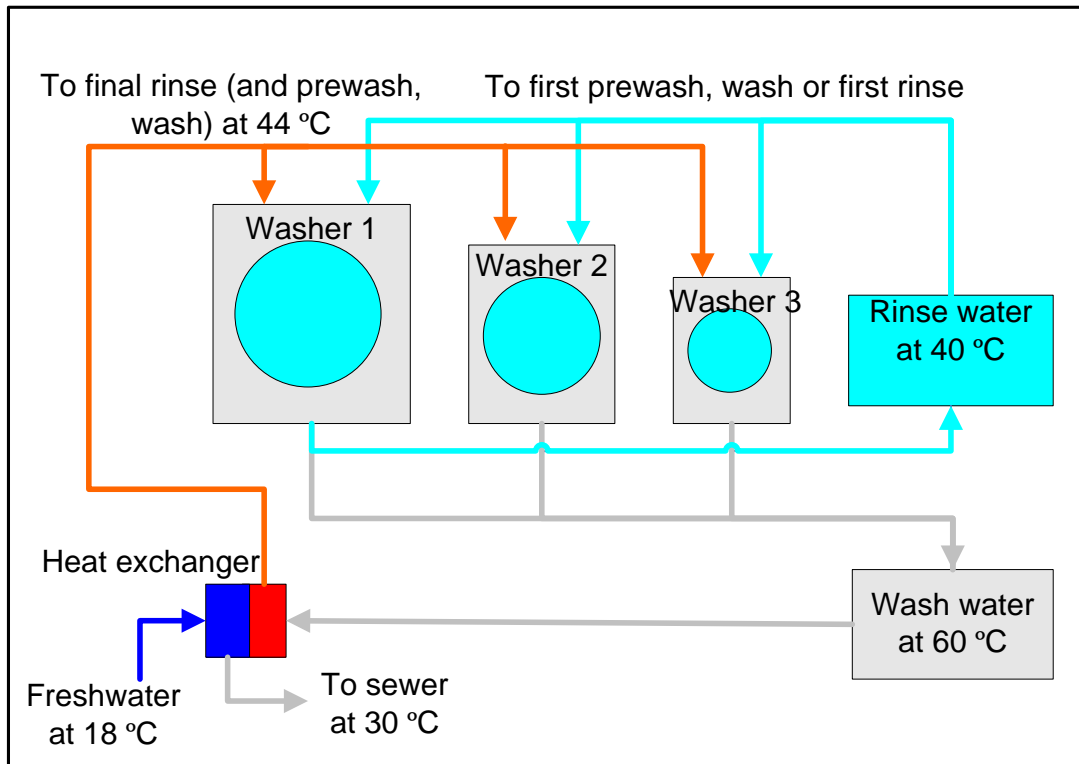 To final rinse (and prewash,
wash) at 44 ºC
To first prewash, wash or first rinse
Washer 1
Washer 2
Washer 3
Rinse water
at 40 ºC
Heat exchanger
Wash water
at 60 ºC
Freshwater
at 18 ºC
To sewer
at 30 ºC